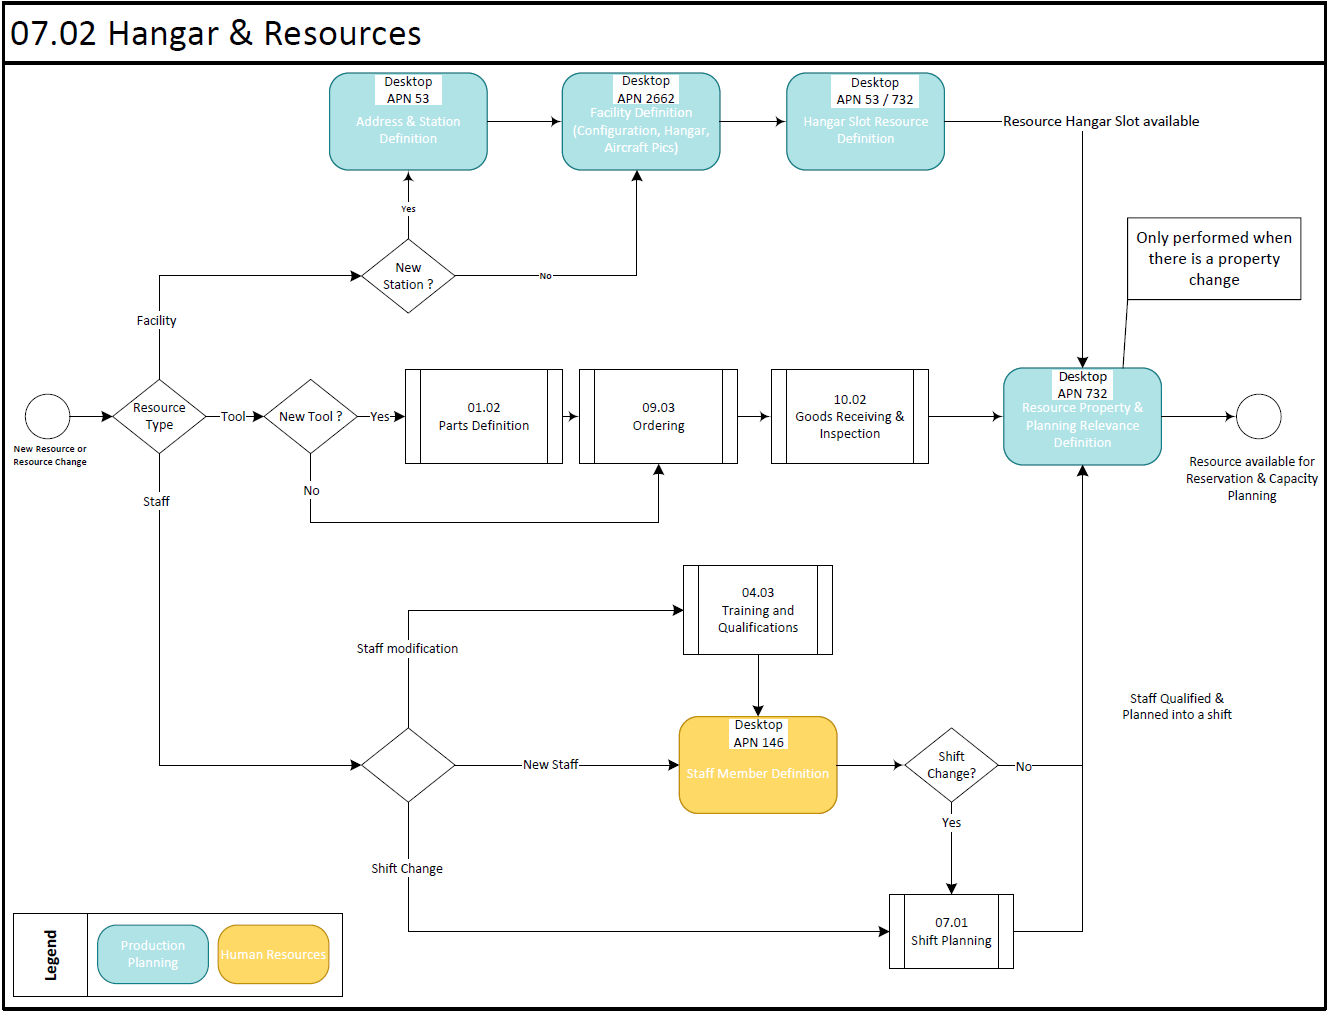 07.02 Hangar & Resources
Desktop
APN 53
Address & Station
Definition
Desktop
APN 2662
Facility Definition
(Configuration, Hangar,
Aircraft Pics)
Desktop
APN 53 / 732
Hangar Slot Resource
Definition
Resource Hangar Slot available
Yes
New
Station ?
No
Only performed when
there is a property
change
Facility
New Resource or
Resource Change
Resource
Type
Tool
New Tool ?
Yes
01.02
Parts Definition
09.03
Ordering
10.02
Goods Receiving &
Inspection
Desktop
APN 732
Resource Property &
Planning Relevance
Definition
Resource available for
Reservation & Capacity
Planning
No
Staff
04.03
Training and
Qualifications
Staff modification
Staff Qualified &
Planned into a shift
New Staff
Desktop
APN 146
Staff Member Definition
Shift
Change?
No
Yes
Shift Change
07.01
Shift Planning
Legend
Production
Planning
Human Resources